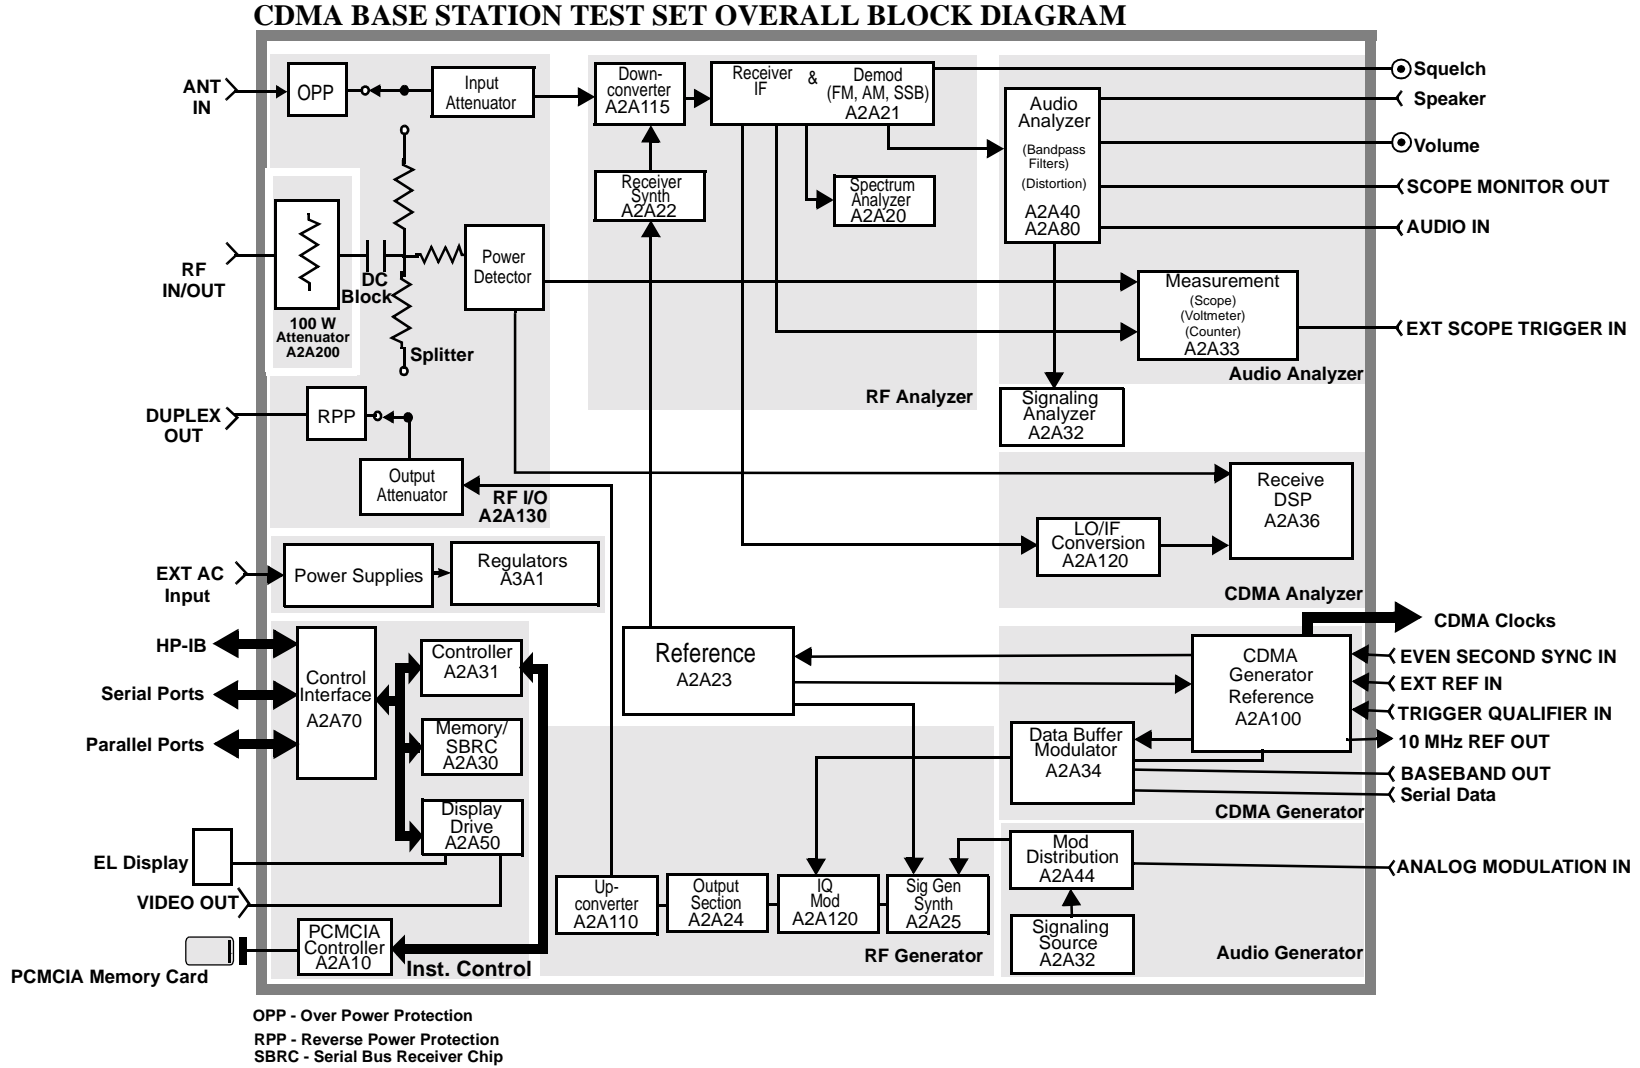 CDMA BASE STATION TEST SET OVERALL BLOCK DIAGRAM
ANT
IN
OPP
Input
Attenuator
Down-
converter
A2A115
Receiver
IF
&
Demod
(FM, AM, SSB)
A2A21
Squelch
Speaker
Volume
SCOPE MONITOR OUT
AUDIO IN
Audio
Analyzer
(Bandpass
Filters)
(Distortion)
A2A40
A2A80
Receiver
Synth
A2A22
Spectrum
Analyzer
A2A20
RF
IN/OUT
100 W
Attenuator
A2A200
DC
Block
Splitter
Power
Detector
Measurement
(Scope)
(Voltmeter)
(Counter)
A2A33
EXT SCOPE TRIGGER IN
Audio Analyzer
RF Analyzer
Signaling
Analyzer
A2A32
DUPLEX
OUT
RPP
Output
Attenuator
RF I/O
A2A130
Receive
DSP
A2A36
LO/IF
Conversion
A2A120
CDMA Analyzer
EXT AC
Input
Power Supplies
Regulators
A3A1
HP-IB
Serial Ports
Parallel Ports
Control
Interface
A2A70
Controller
A2A31
Memory/
SBRC
A2A30
Display
Drive
A2A50
Reference
A2A23
CDMA
Generator
Reference
A2A100
CDMA Clocks
EVEN SECOND SYNC IN
EXT REF IN
TRIGGER QUALIFIER IN
10 MHz REF OUT
BASEBAND OUT
Serial Data
Data Buffer
Modulator
A2A34
CDMA Generator
EL Display
VIDEO OUT
PCMCIA
Controller
A2A10
Inst. Control
PCMCIA Memory Card
Up-
converter
A2A110
Output
Section
A2A24
IQ
Mod
A2A120
Sig Gen
Synth
A2A25
RF Generator
Mod
Distribution
A2A44
ANALOG MODULATION IN
Signaling
Source
A2A32
Audio Generator
OPP - Over Power Protection
RPP - Reverse Power Protection
SBRC - Serial Bus Receiver Chip